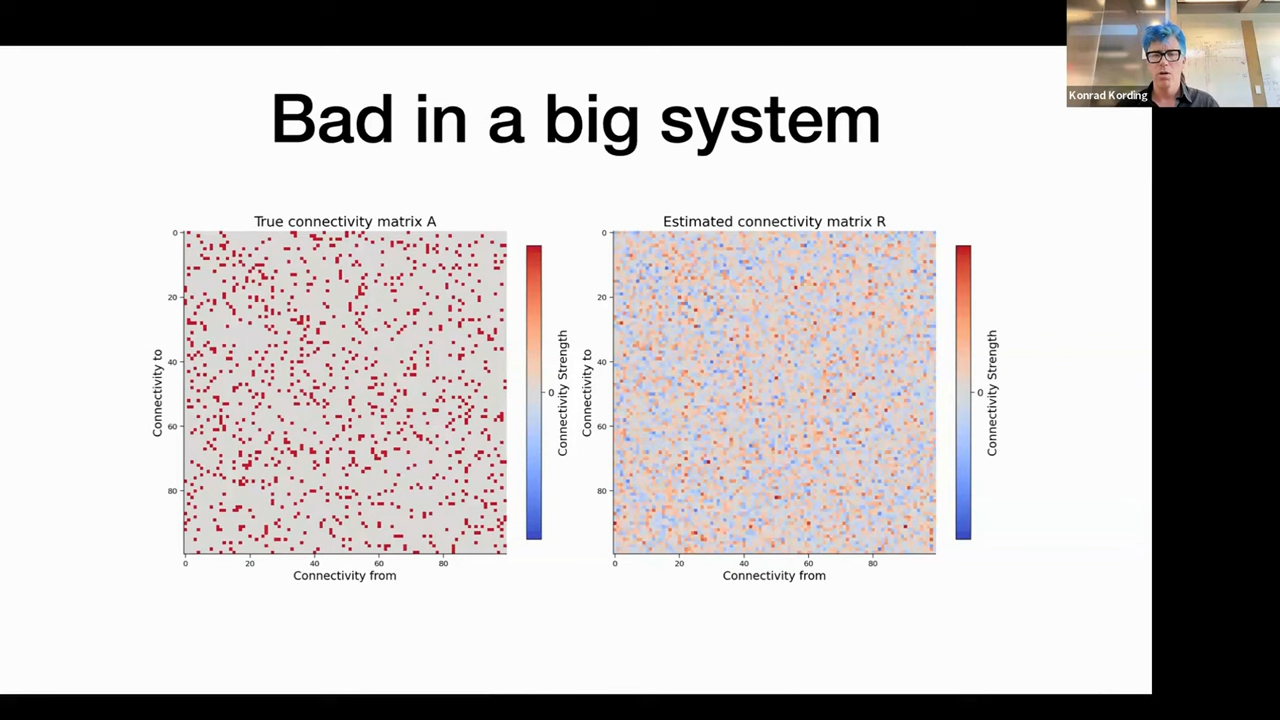 Konrad Kording
Bad in a big system
True connectivity matrix A
Estimated connectivity matrix R
0
20
40
60
80
Connectivity to
0
20
40
60
80
Connectivity from
0
Connectivity Strength
0
20
40
60
80
Connectivity to
0
20
40
60
80
Connectivity from
0
Connectivity Strength